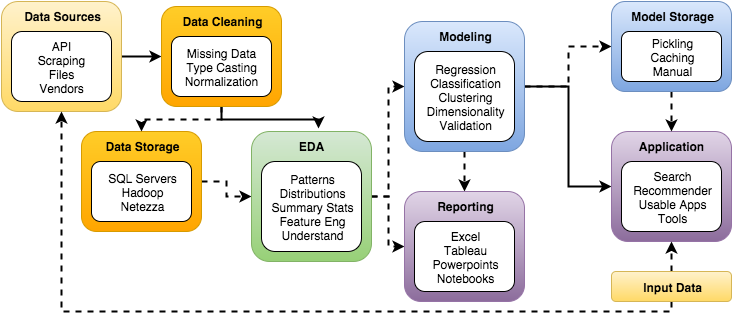 Data Sources
API
Scraping
Files
Vendors
Data Cleaning
Missing Data
Type Casting
Normalization
Data Storage
SQL Servers
Hadoop
Netezza
EDA
Patterns
Distributions
Summary Stats
Feature Eng
Understand
Modeling
Regression
Classification
Clustering
Dimensionality
Validation
Reporting
Excel
Tableau
Powerpoints
Notebooks
Model Storage
Pickling
Caching
Manual
Application
Search
Recommender
Usable Apps
Tools
Input Data